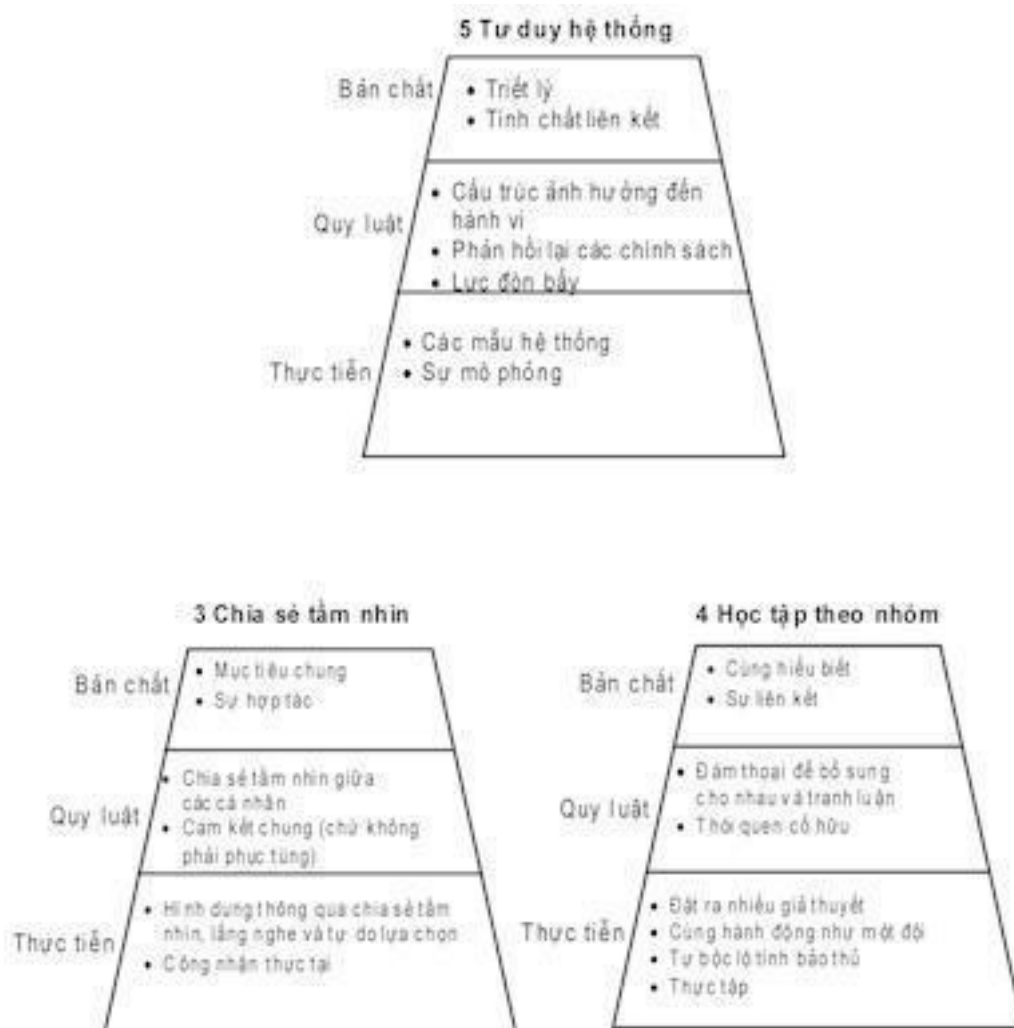 5 Tư duy hệ thống
Bản chất
• Triết lý
• Tính chất liên kết
Quy luật
• Cấu trúc ảnh hưởng đến
hành vi
• Phản hồi lại các chính sách
• Lực đòn bẩy
Thực tiễn
• Các mẫu hệ thống
• Sự mô phỏng
3 Chia sẻ tầm nhìn
Bản chất
• Mục tiêu chung
• Sự hợp tác
Quy luật
• Chia sẻ tầm nhìn giữa
các cá nhân
• Cam kết chung (chứ không
phải phục tùng)
Thực tiễn
• Hình dung thông qua chia sẻ tầm
nhìn, lắng nghe và tự do lựa chọn
• Công nhận thực tại
4 Học tập theo nhóm
Bản chất
• Cùng hiểu biết
• Sự liên kết
Quy luật
• Đàm thoại để bổ sung
cho nhau và tranh luận
• Thói quen cố hữu
Thực tiễn
• Đặt ra nhiều giả thuyết
• Cùng hành động như một đội
• Tự bộc lộ tính bảo thủ
• Thực tập